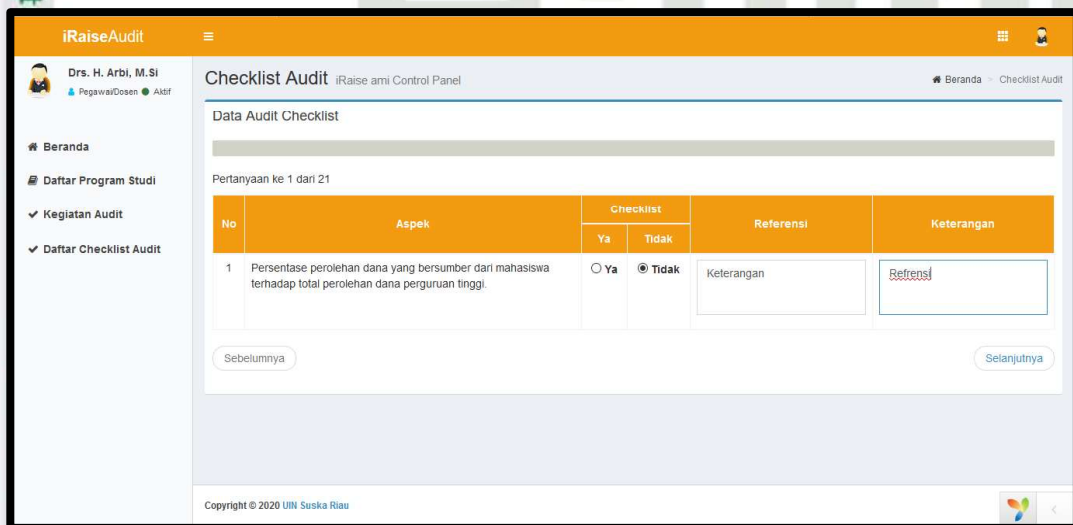 iRaiseAudit
Drs. H. Arbi, M.Si
Pegawai/Dosen Aktif
Beranda
Daftar Program Studi
Kegiatan Audit
Daftar Checklist Audit
Checklist Audit iRaise ami Control Panel
Beranda > Checklist Audit
Data Audit Checklist
Pertanyaan ke 1 dari 21
No Aspek Checklist Referensi Keterangan
Ya Tidak
1 Persentase perolehan dana yang bersumber dari mahasiswa Ya Tidak Keterangan Refrensi
terhadap total perolehan dana perguruan tinggi.
Sebelumnya Selanjutnya
Copyright © 2020 UIN Suska Riau